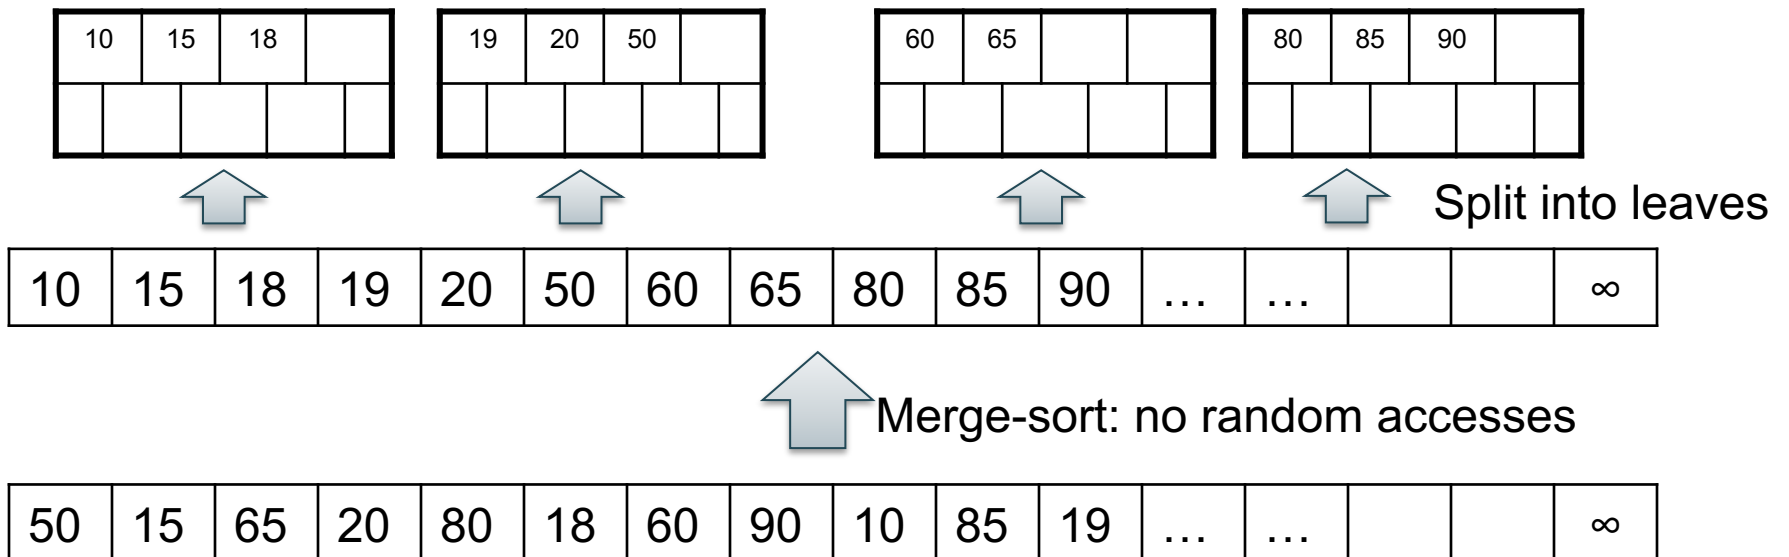 10 15 18 19 20 50 60 65 80 85 90
Split into leaves
10 15 18 19 20 50 60 65 80 85 90 … … ∞
Merge-sort: no random accesses
50 15 65 20 80 18 60 90 10 85 19 … … ∞